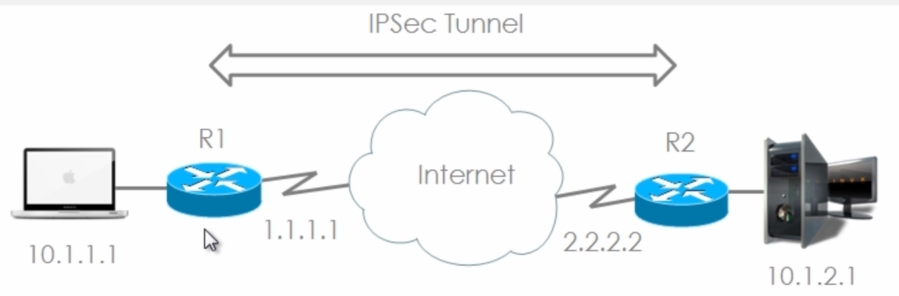 IPSec Tunnel
R1
R2
Internet
1.1.1.1
2.2.2.2
10.1.1.1
10.1.2.1